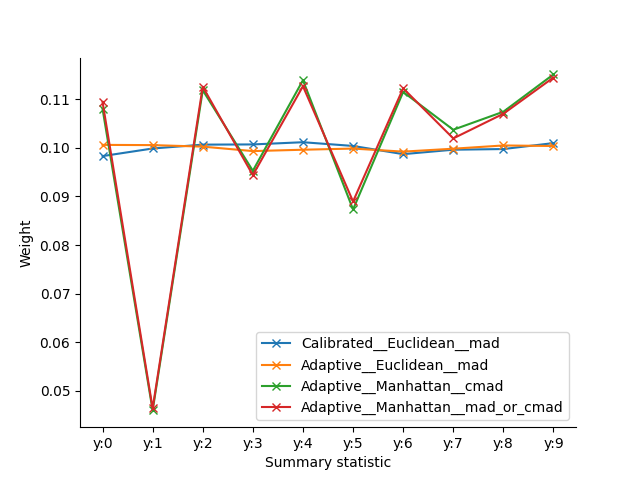 0.11
0.10
0.09
0.08
0.07
0.06
0.05
Weight
Calibrated__Euclidean__mad
Adaptive__Euclidean__mad
Adaptive__Manhattan__cmad
Adaptive__Manhattan__mad_or_cmad
y:0 y:1 y:2 y:3 y:4 y:5 y:6 y:7 y:8 y:9
Summary statistic